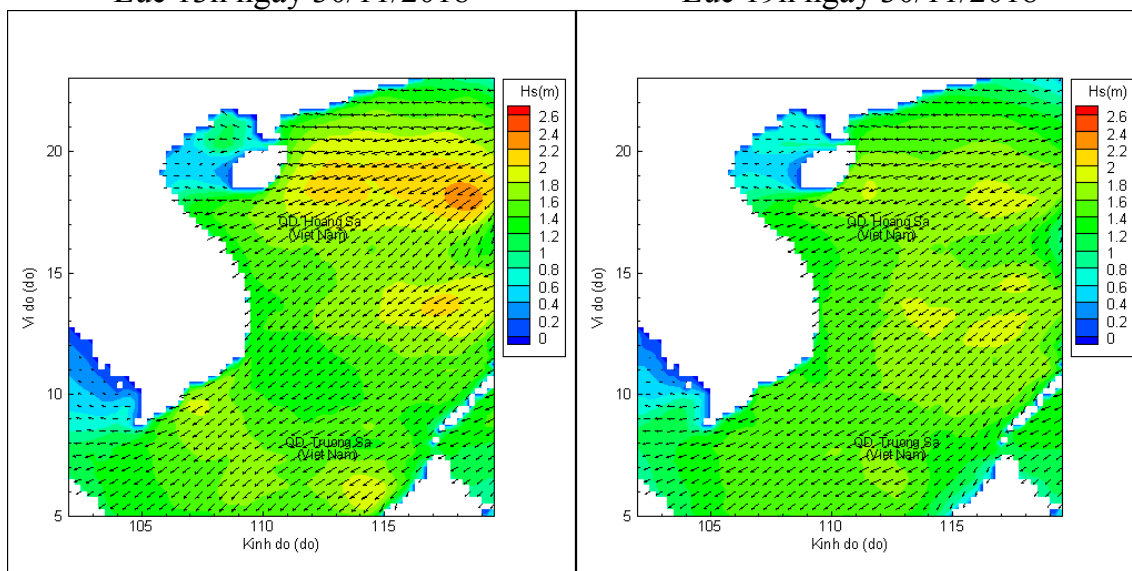 Lúc 13h ngày 30/11/2018 Lúc 19h ngày 30/11/2018
Hs(m)
2.6
2.4
2.2
2
1.8
1.6
1.4
1.2
1
0.8
0.6
0.4
0.2
0
20
15
10
5
Vi do (do)
QD. Hoang Sa
(Viet Nam)
QD. Truong Sa
(Viet Nam)
105 110 115
Kinh do (do)
Hs(m)
2.6
2.4
2.2
2
1.8
1.6
1.4
1.2
1
0.8
0.6
0.4
0.2
0
20
15
10
5
Vi do (do)
QD. Hoang Sa
(Viet Nam)
QD. Truong Sa
(Viet Nam)
105 110 115
Kinh do (do)